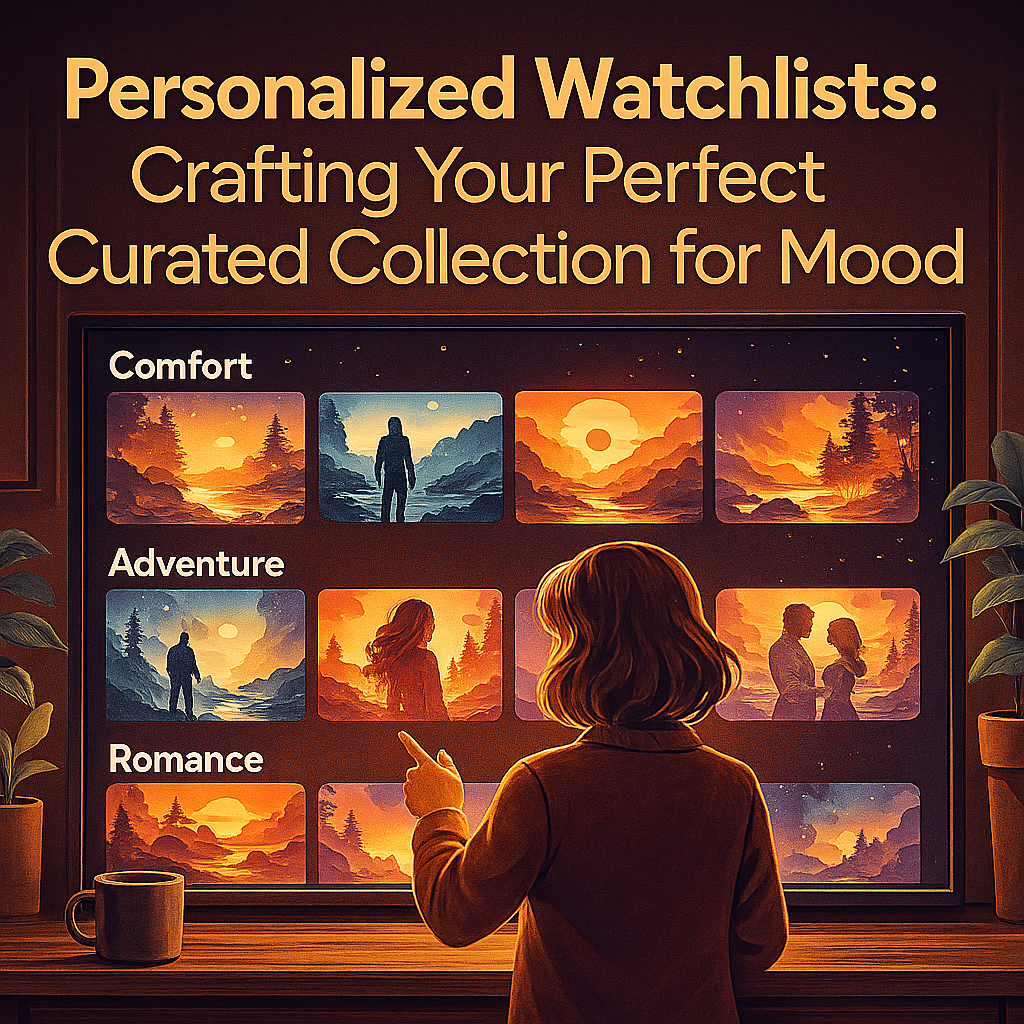 Personalized Watchlists:
Crafting Your Perfect
Curated Collection for Mood
Comfort
Adventure
Romance